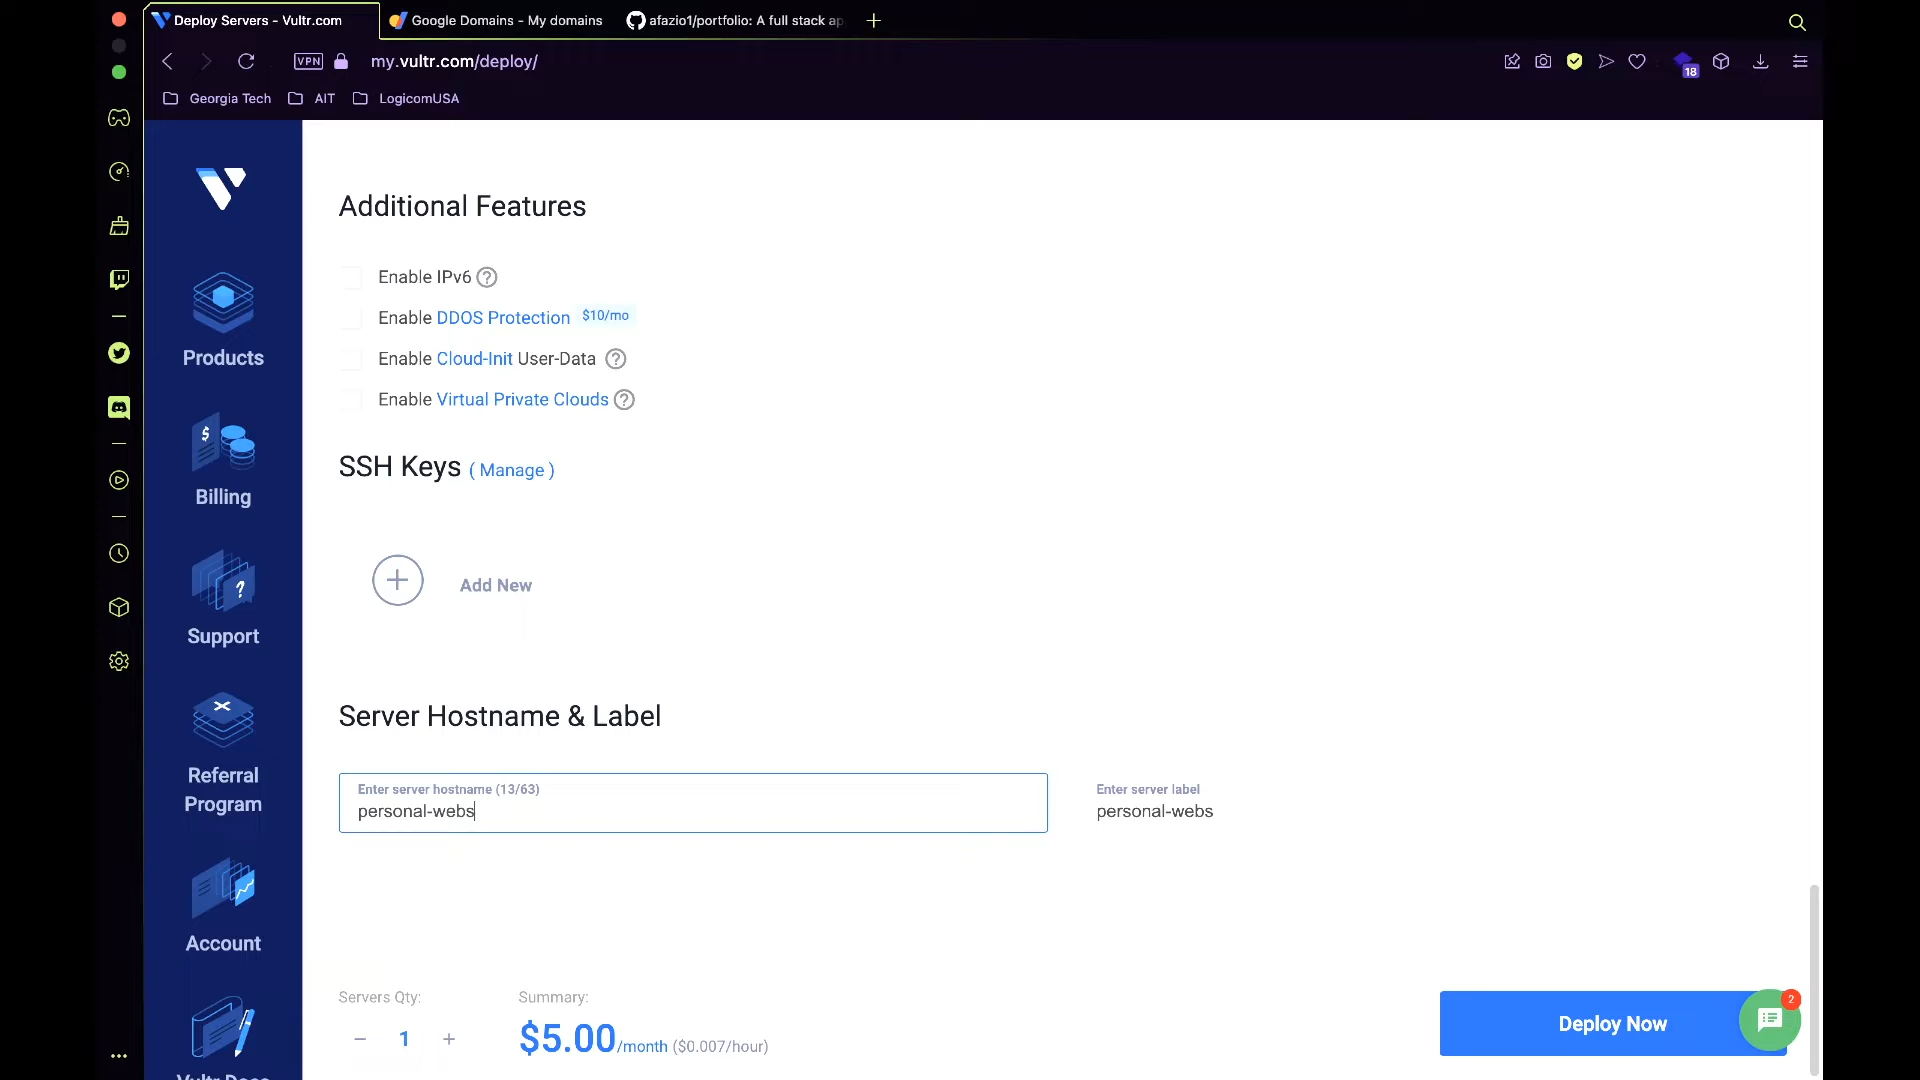 Deploy Servers - Vultr.com
Google Domains - My domains
afazio1/portfolio: A full stack ap
VPN
my.vultr.com/deploy/
18
Georgia Tech
AIT
LogicomUSA
Products
Billing
Support
Referral
Program
Account
Additional Features
Enable IPv6 ?
Enable DDOS Protection $10/mo
Enable Cloud-Init User-Data ?
Enable Virtual Private Clouds ?
SSH Keys ( Manage )
Add New
Server Hostname & Label
Enter server hostname (13/63)
personal-webs
Enter server label
personal-webs
Servers Qty:
1
Summary:
$5.00/month ($0.007/hour)
Deploy Now
2